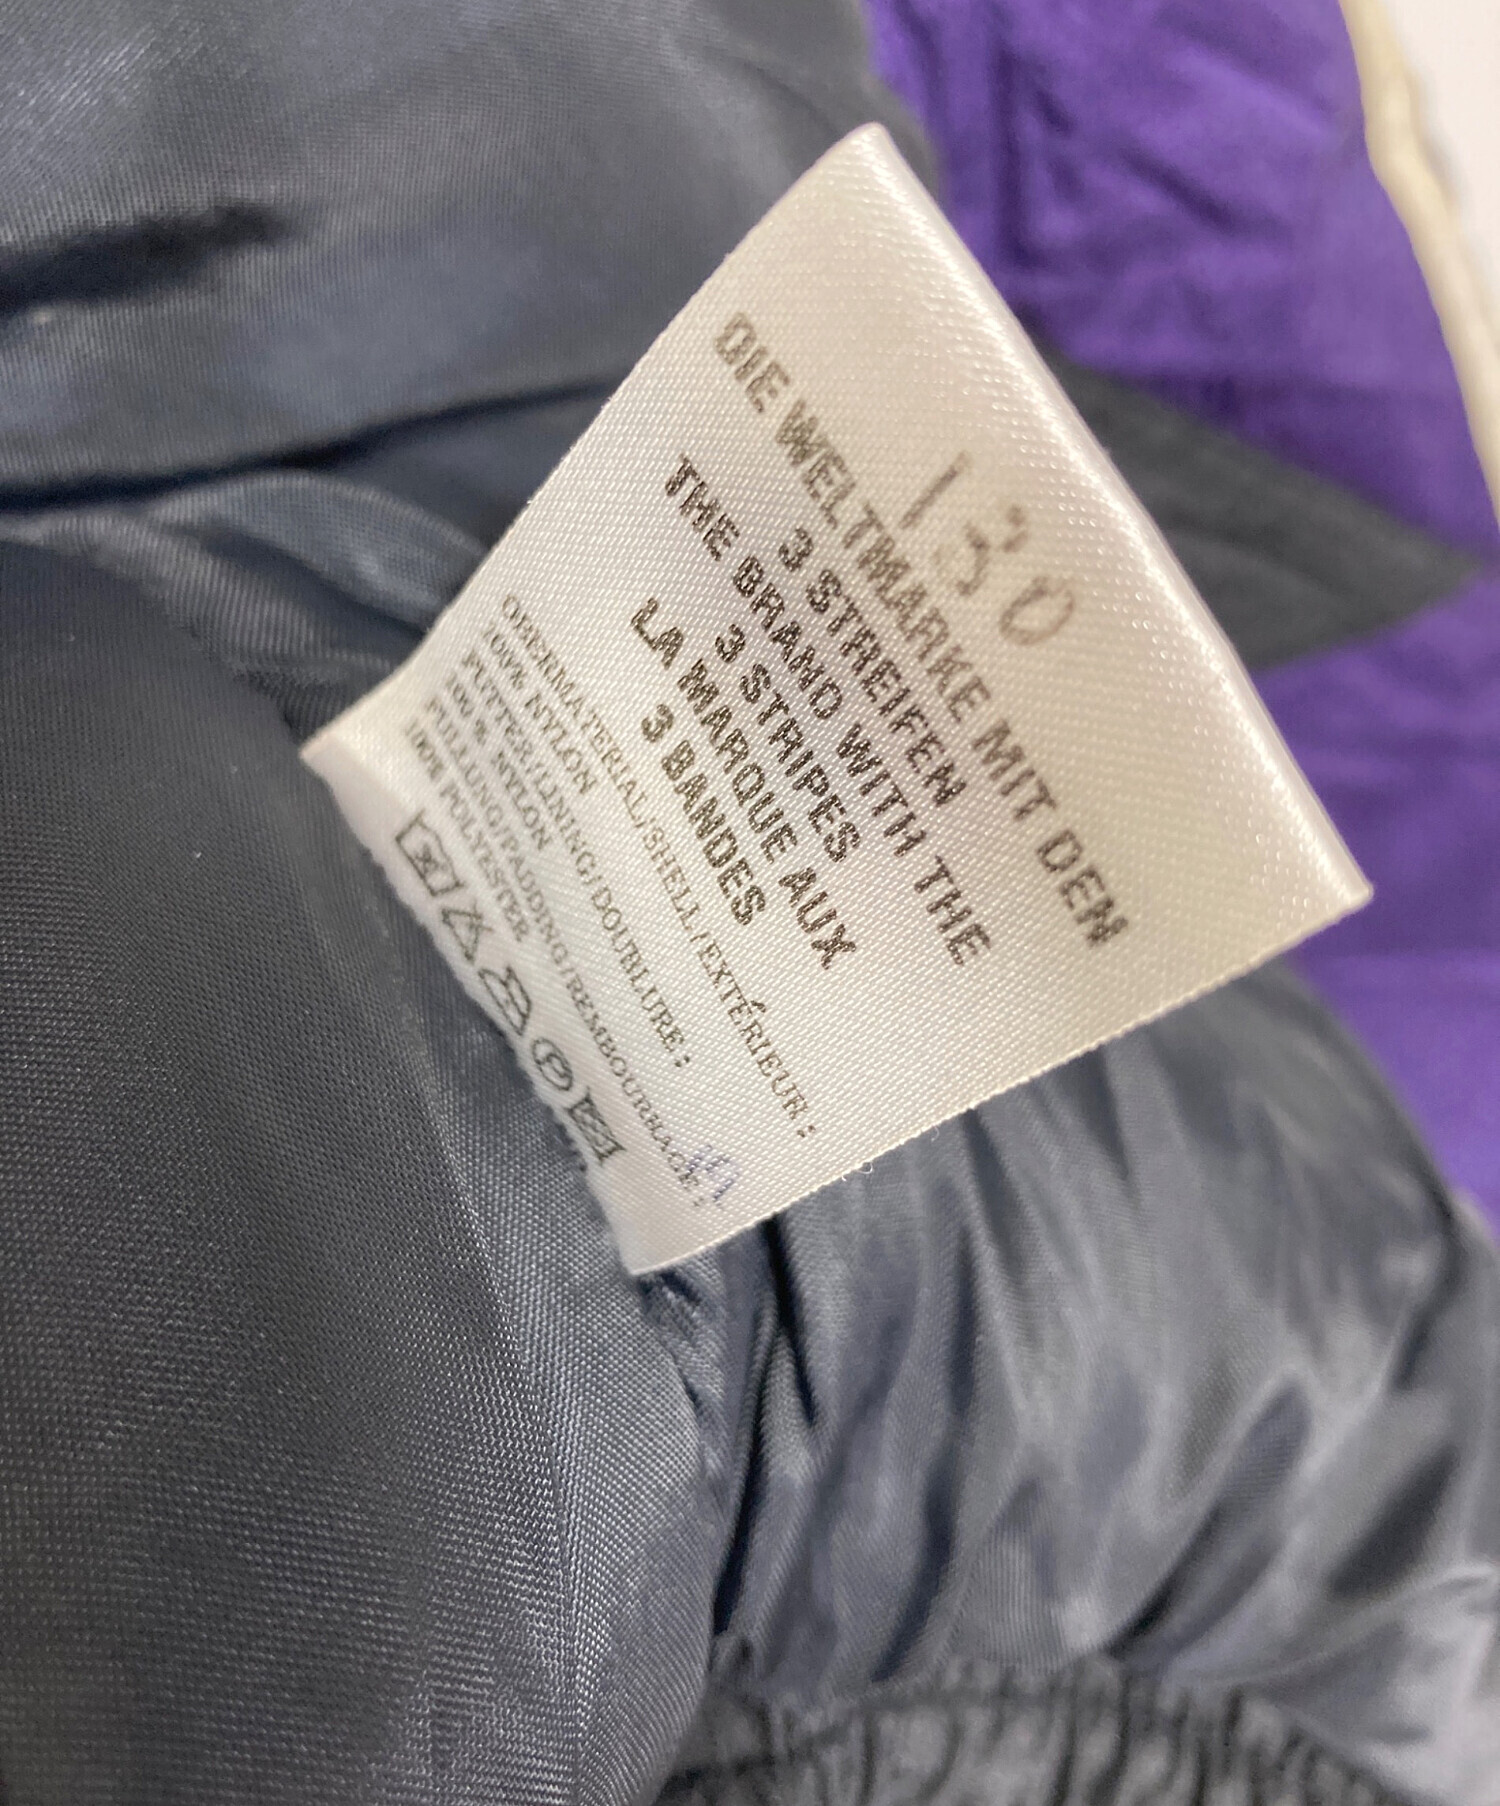 130
DIE WELTMARKE MIT DEN
3 STREIFEN
THE BRAND WITH THE
3 STRIPES
LA MARQUE AUX
3 BANDES
OBERMATERIAL/SHELL/EXTÉRIEUR :
100% NYLON
FUTTER/LINING/DOUBLURE :
100% NYLON
FÜLLUNG/PADDING/REMBOURRAGE :
100% POLYESTER
P